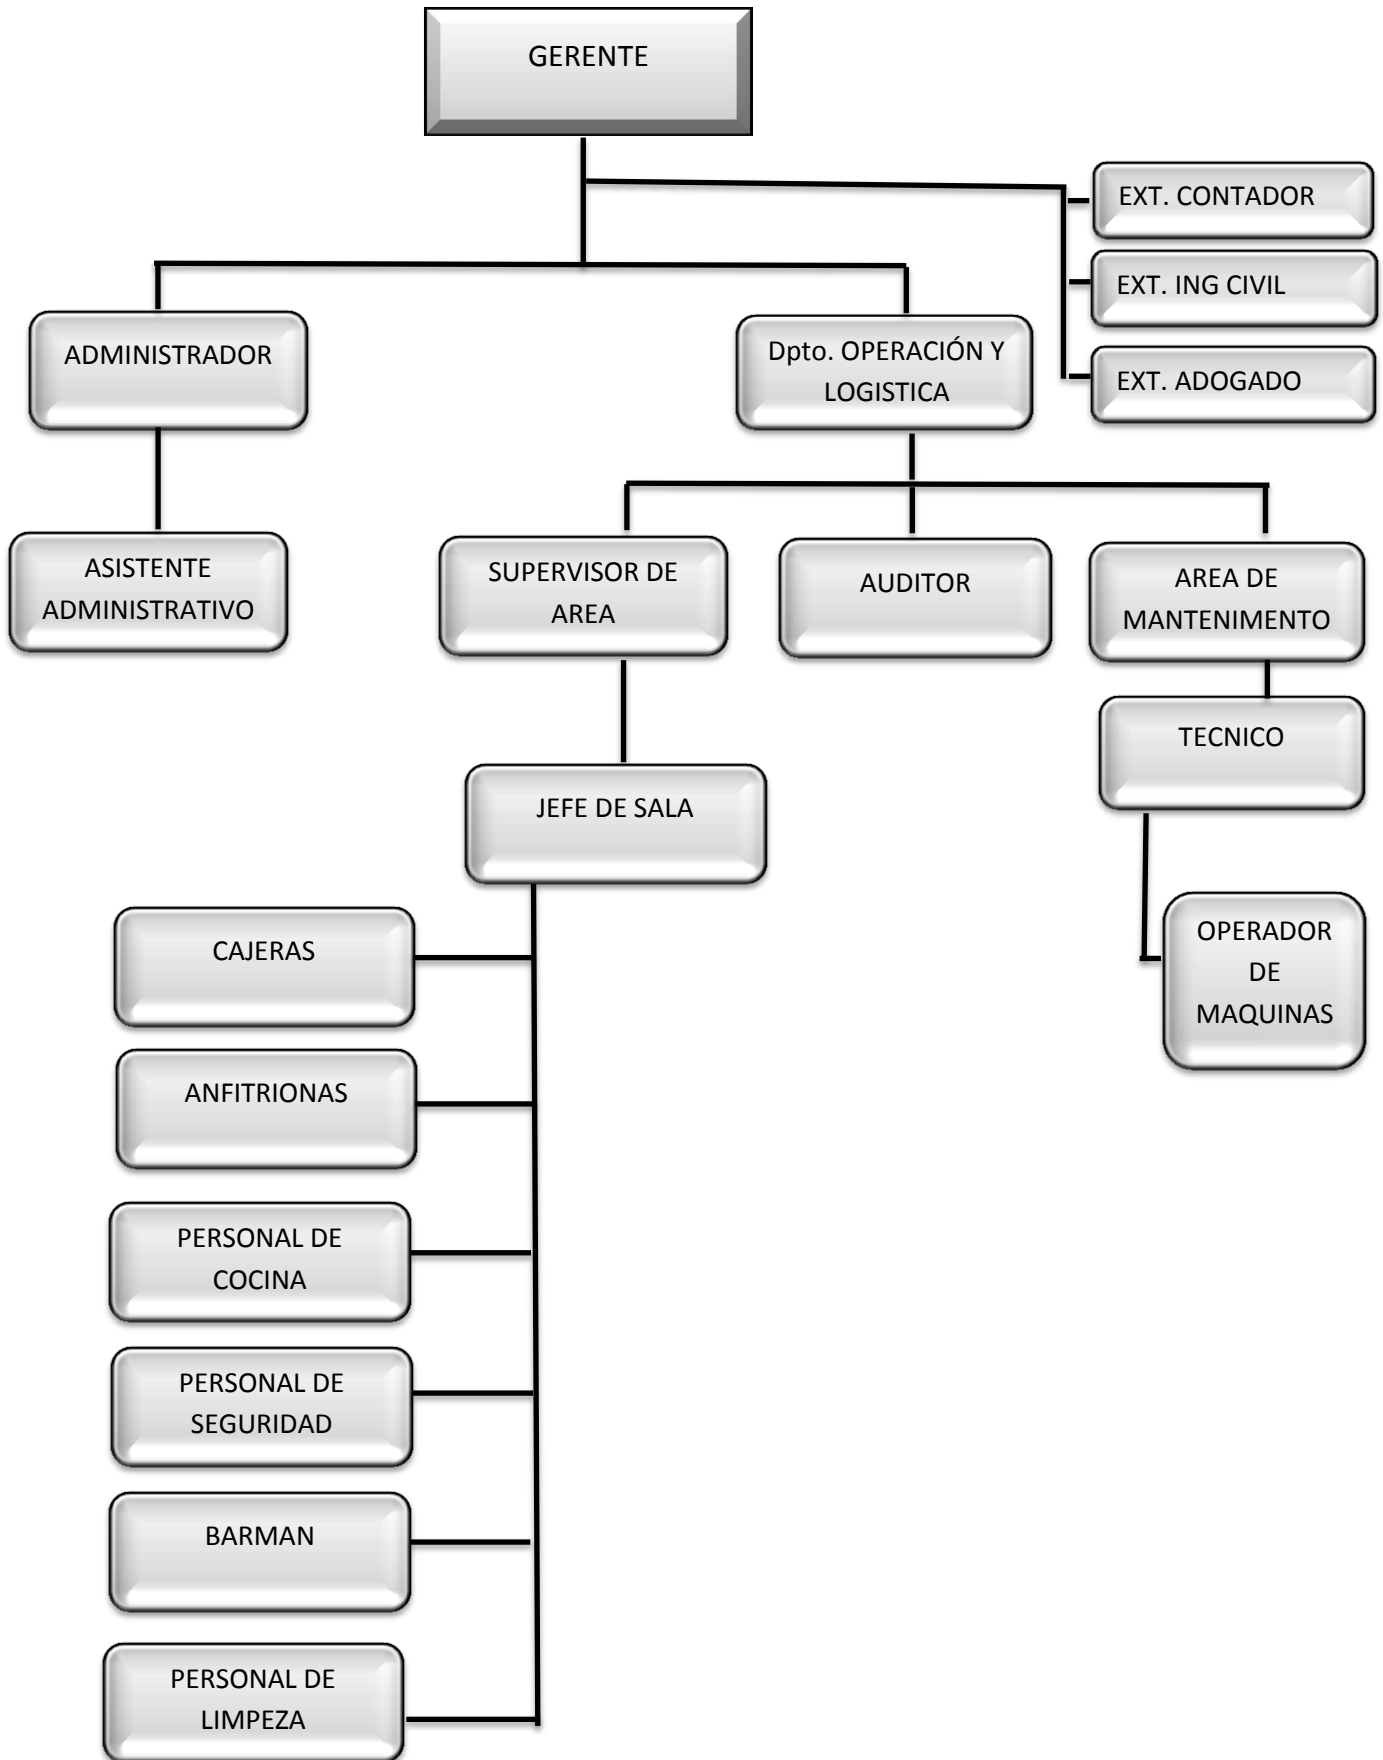 GERENTE
EXT. CONTADOR
EXT. ING CIVIL
EXT. ADOGADO
ADMINISTRADOR
Dpto. OPERACIÓN Y
LOGISTICA
ASISTENTE
ADMINISTRATIVO
SUPERVISOR DE
AREA
AUDITOR
AREA DE
MANTENIMENTO
TECNICO
JEFE DE SALA
OPERADOR
DE
MAQUINAS
CAJERAS
ANFITRIONAS
PERSONAL DE
COCINA
PERSONAL DE
SEGURIDAD
BARMAN
PERSONAL DE
LIMPEZA